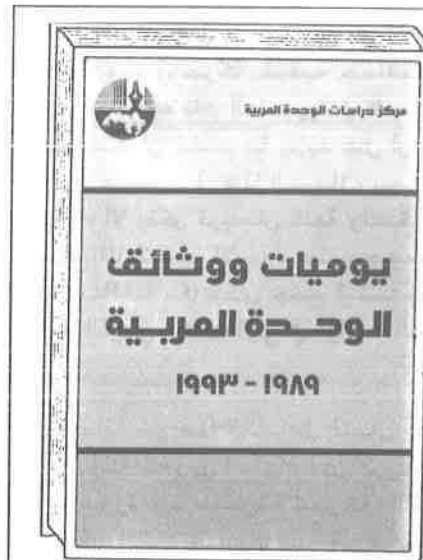 مركز دراسات الوحدة العربية
يوميات ووثائق
الوحدة العربية
١٩٨٩ - ١٩٩٣